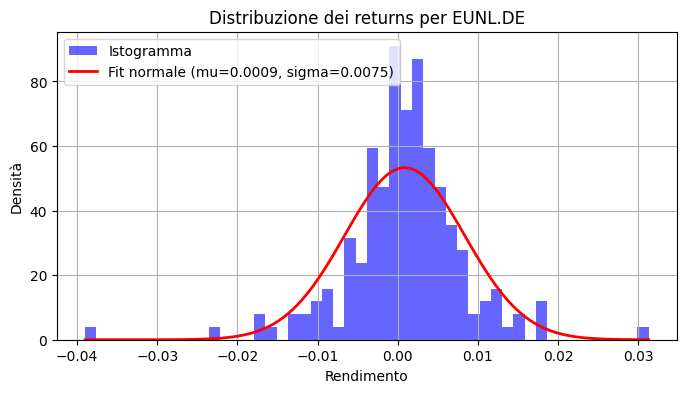 Distribuzione dei returns per EUNL.DE
Istogramma
Fit normale (mu=0.0009, sigma=0.0075)
Densità
80
60
40
20
0
−0.04 −0.03 −0.02 −0.01 0.00 0.01 0.02 0.03
Rendimento